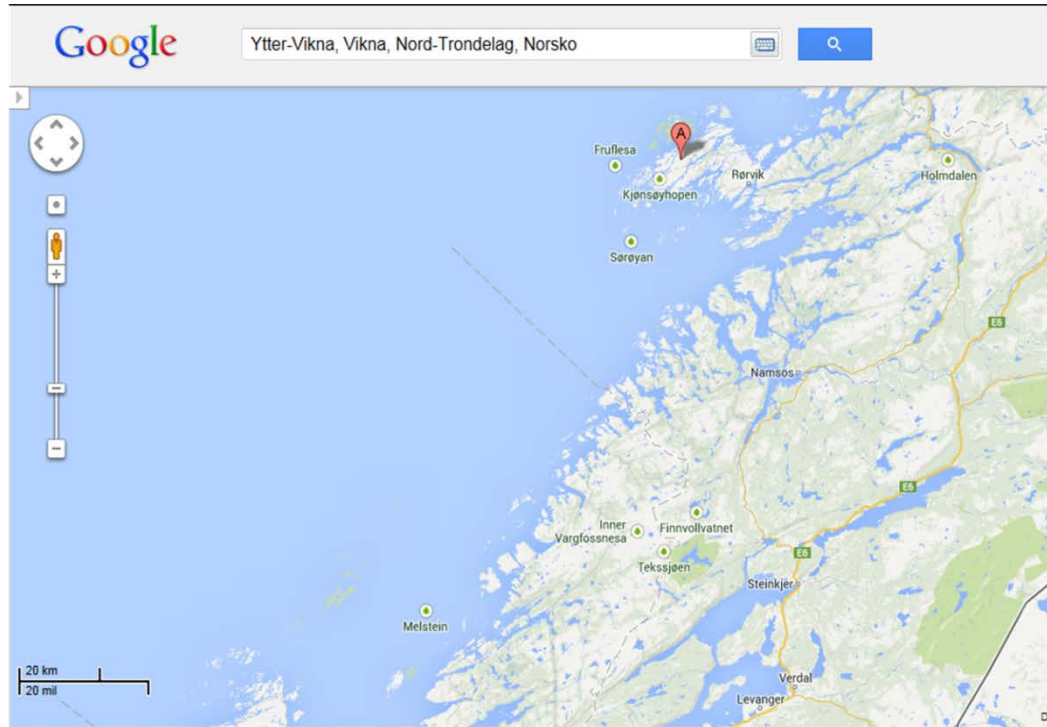 Google
Ytter-Vikna, Vikna, Nord-Trondelag, Norsko
A
Fruflesa
Kjønsøyhopen
Rørvik
Holmdalen
Sørøyan
E6
Namsos
E6
Inner
Vargfossnesa
Finnvollvatnet
E6
Tekssjøen
Steinkjer
Melstein
20 km
20 mil
Verdal
Levanger